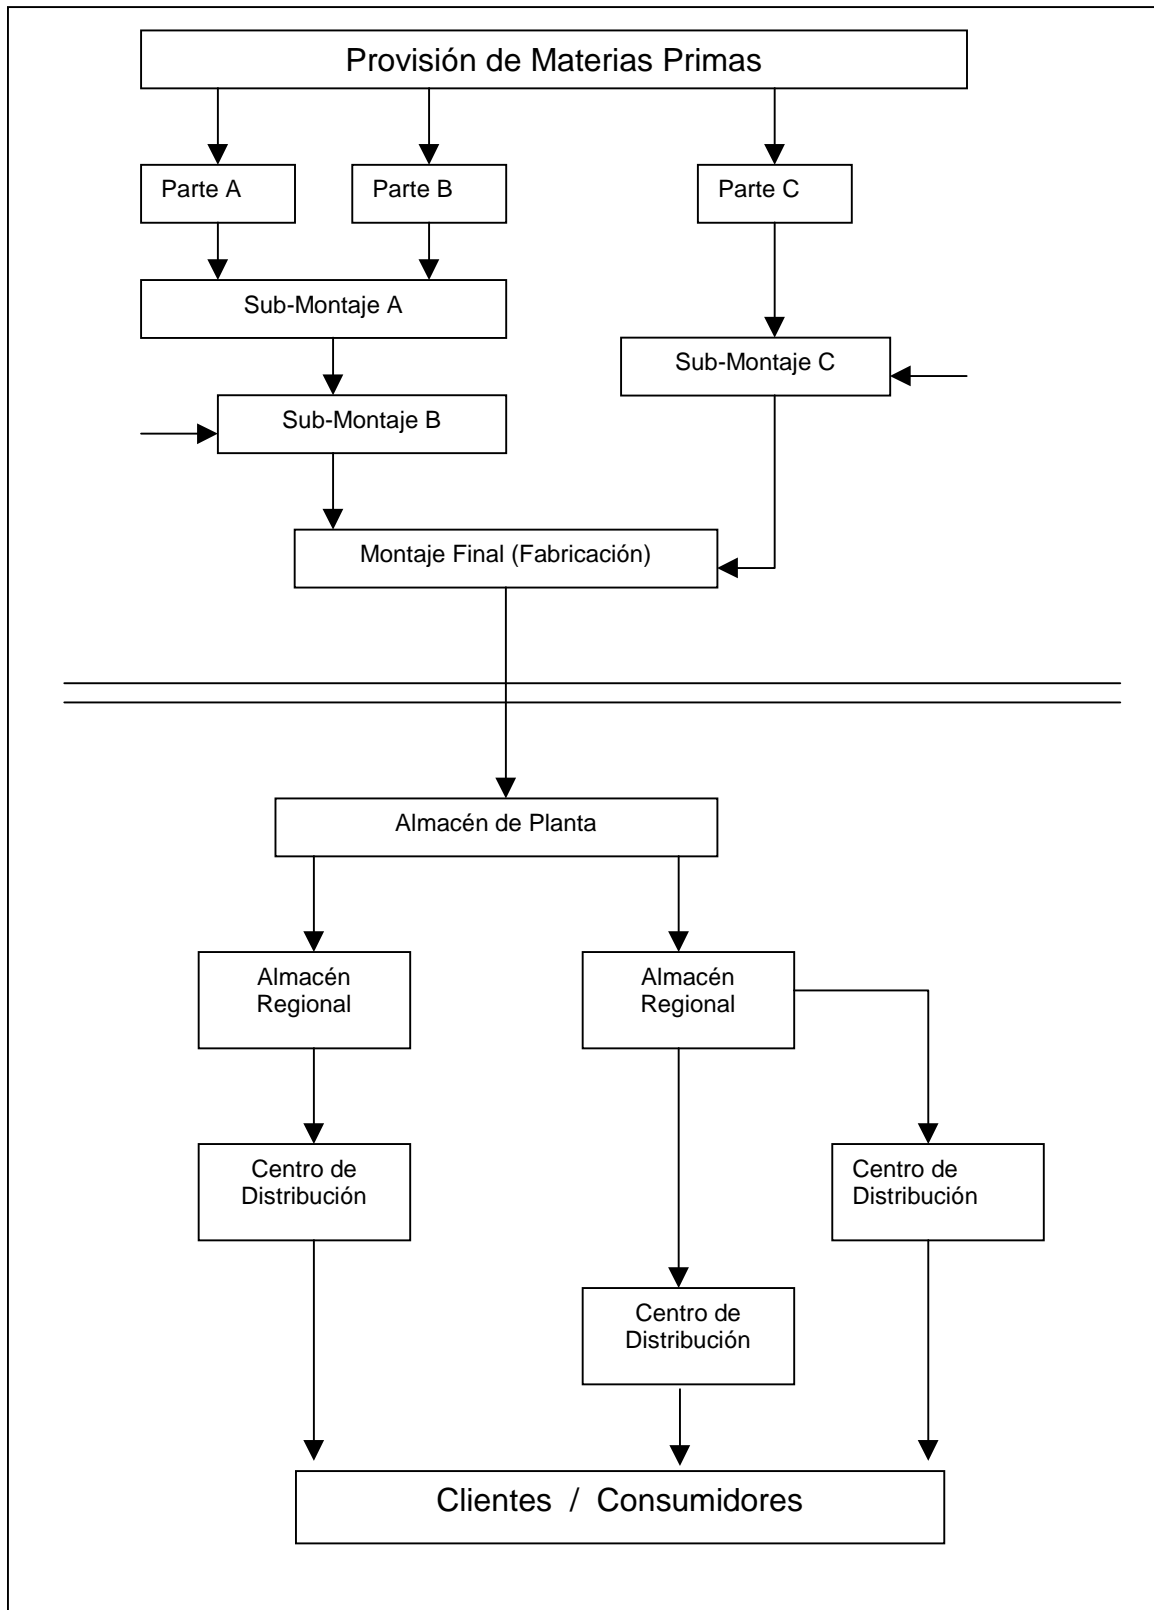 Provisión de Materias Primas
Parte A
Parte B
Parte C
Sub-Montaje A
Sub-Montaje C
Sub-Montaje B
Montaje Final (Fabricación)
Almacén de Planta
Almacén
Regional
Almacén
Regional
Centro de
Distribución
Centro de
Distribución
Centro de
Distribución
Clientes / Consumidores